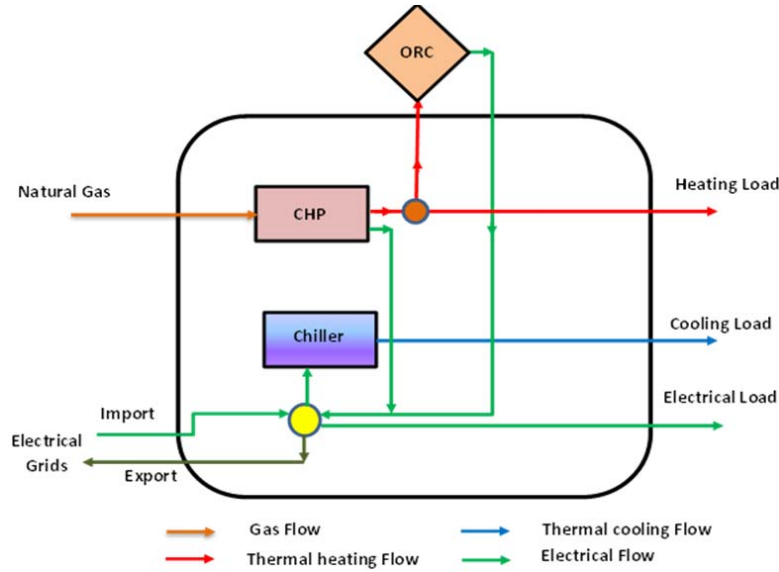 ORC
Natural Gas
CHP
Heating Load
Chiller
Cooling Load
Import
Electrical Load
Electrical
Grids
Export
Gas Flow
Thermal cooling Flow
Thermal heating Flow
Electrical Flow